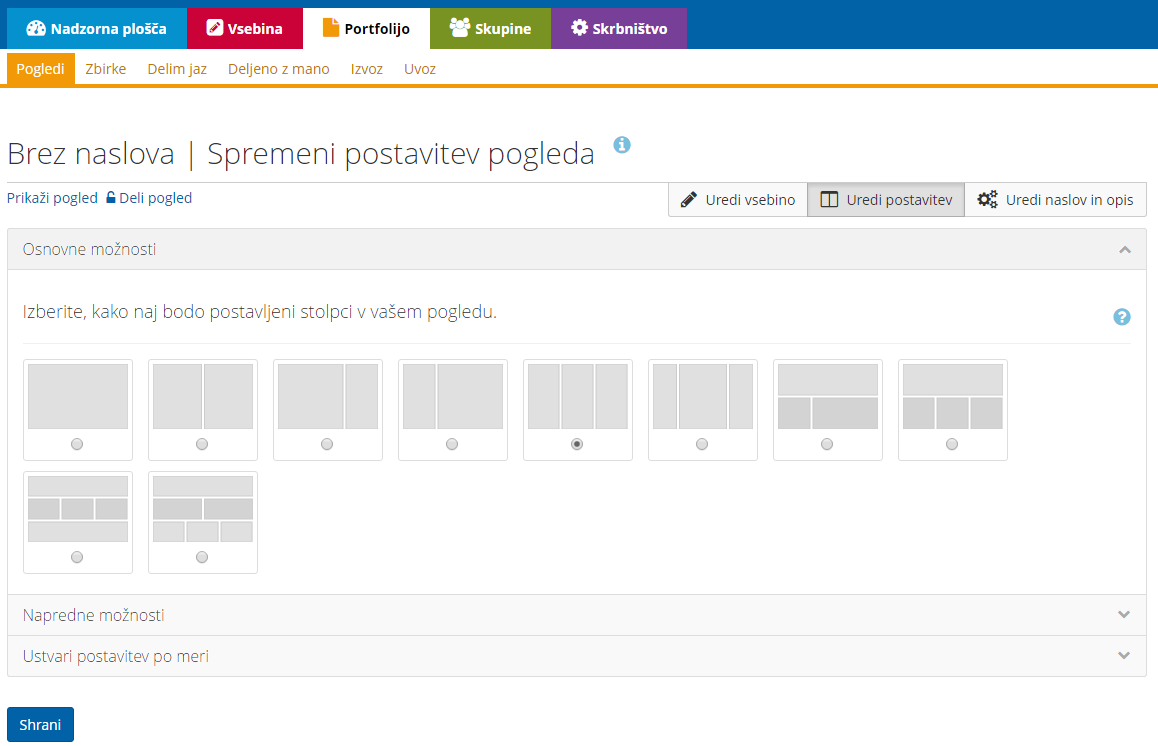 Nadzorna plošča Vsebina Portfolijo Skupine Skrbništvo
Pogledi Zbirke Delim jaz Deljeno z mano Izvoz Uvoz
Brez naslova | Spremeni postavitev pogleda
Prikaži pogled Deli pogled Uredi vsebino Uredi postavitev Uredi naslov in opis
Osnovne možnosti
Izberite, kako naj bodo postavljeni stolpci v vašem pogledu.
Napredne možnosti
Ustvari postavitev po meri
Shrani